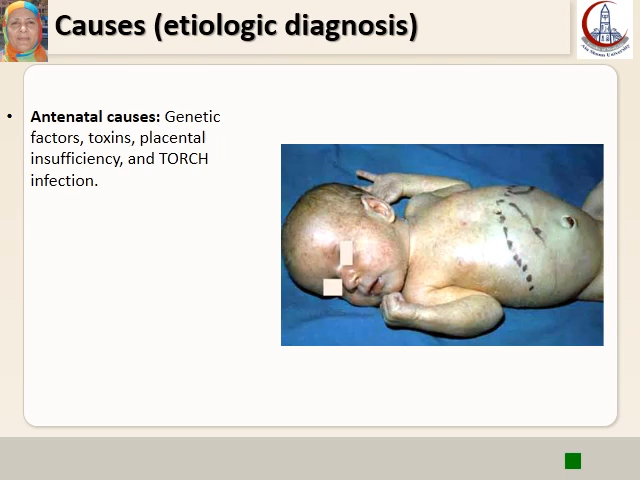 Causes (etiologic diagnosis)
• Antenatal causes: Genetic
factors, toxins, placental
insufficiency, and TORCH
infection.